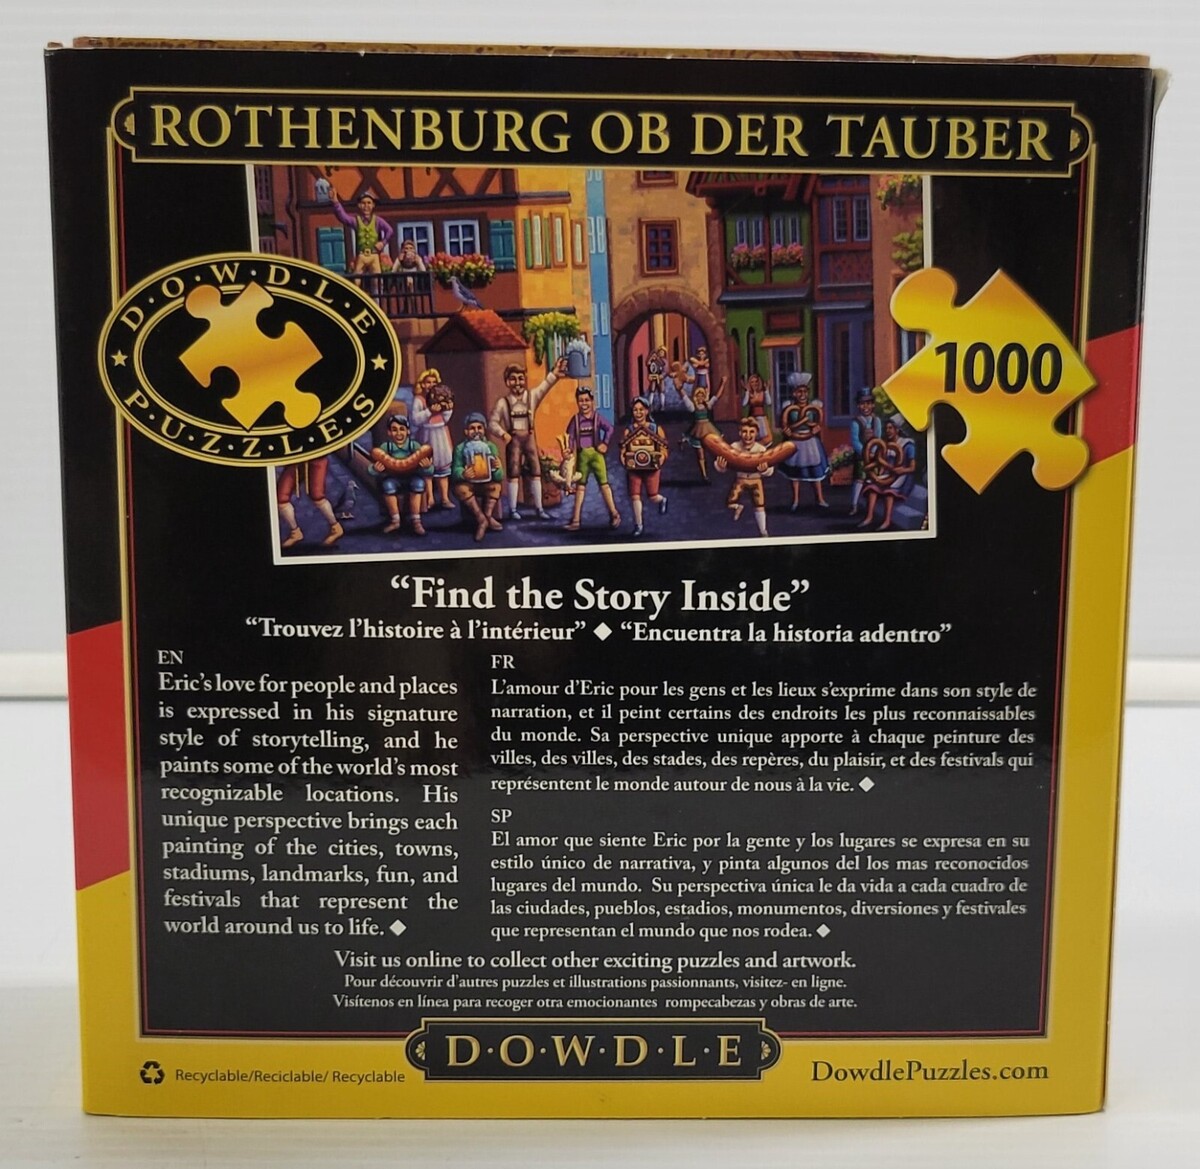 ROTHENBURG OB DER TAUBER
D·O·W·D·L·E
P·U·Z·Z·L·E·S
1000
“Find the Story Inside”
“Trouvez l’histoire à l’intérieur” ◆ “Encuentra la historia adentro”
EN
Eric’s love for people and places
is expressed in his signature
style of storytelling, and he
paints some of the world’s most
recognizable locations. His
unique perspective brings each
painting of the cities, towns,
stadiums, landmarks, fun, and
festivals that represent the
world around us to life. ◆
FR
L’amour d’Eric pour les gens et les lieux s’exprime dans son style de
narration, et il peint certains des endroits les plus reconnaissables
du monde. Sa perspective unique apporte à chaque peinture des
villes, des villes, des stades, des repères, du plaisir, et des festivals qui
représentent le monde autour de nous à la vie. ◆
SP
El amor que siente Eric por la gente y los lugares se expresa en su
estilo único de narrativa, y pinta algunos del los mas reconocidos
lugares del mundo. Su perspectiva única le da vida a cada cuadro de
las ciudades, pueblos, estadios, monumentos, diversiones y festivales
que representan el mundo que nos rodea. ◆
Visit us online to collect other exciting puzzles and artwork.
Pour découvrir d’autres puzzles et illustrations passionnants, visitez- en ligne.
Visítenos en línea para recoger otra emocionantes rompecabezas y obras de arte.
D·O·W·D·L·E
Recyclable/Reciclable/ Recyclable
DowdlePuzzles.com